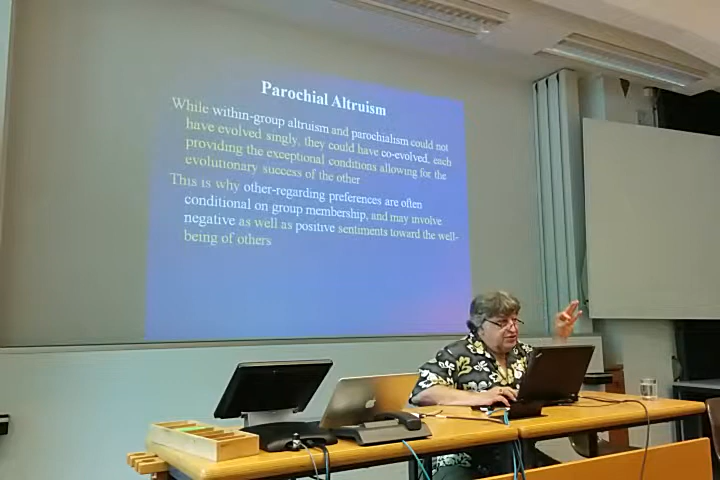 Parochial Altruism
While within-group altruism and parochialism could not
have evolved singly, they could have co-evolved, each
providing the exceptional conditions allowing for the
evolutionary success of the other
This is why other-regarding preferences are often
conditional on group membership, and may involve
negative as well as positive sentiments toward the well-
being of others